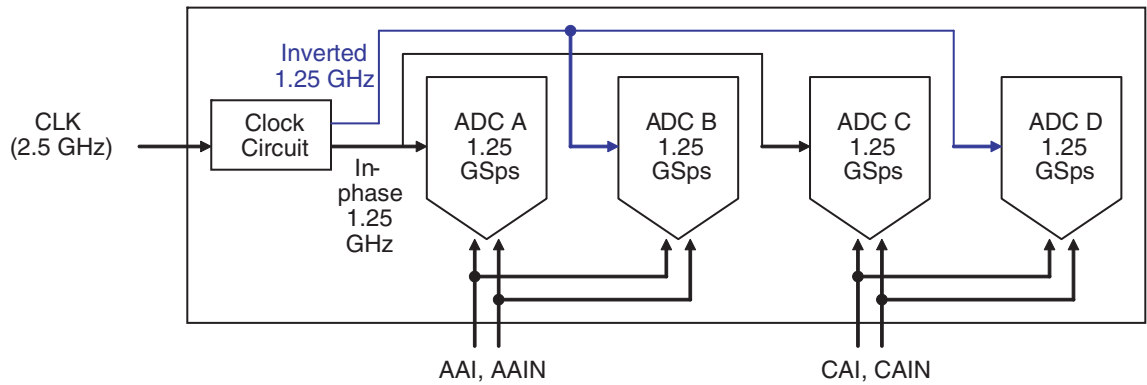 Inverted
1.25 GHz
CLK
(2.5 GHz)
Clock
Circuit
In-
phase
1.25
GHz
ADC A
1.25
GSps
ADC B
1.25
GSps
ADC C
1.25
GSps
ADC D
1.25
GSps
AAI, AAIN
CAI, CAIN